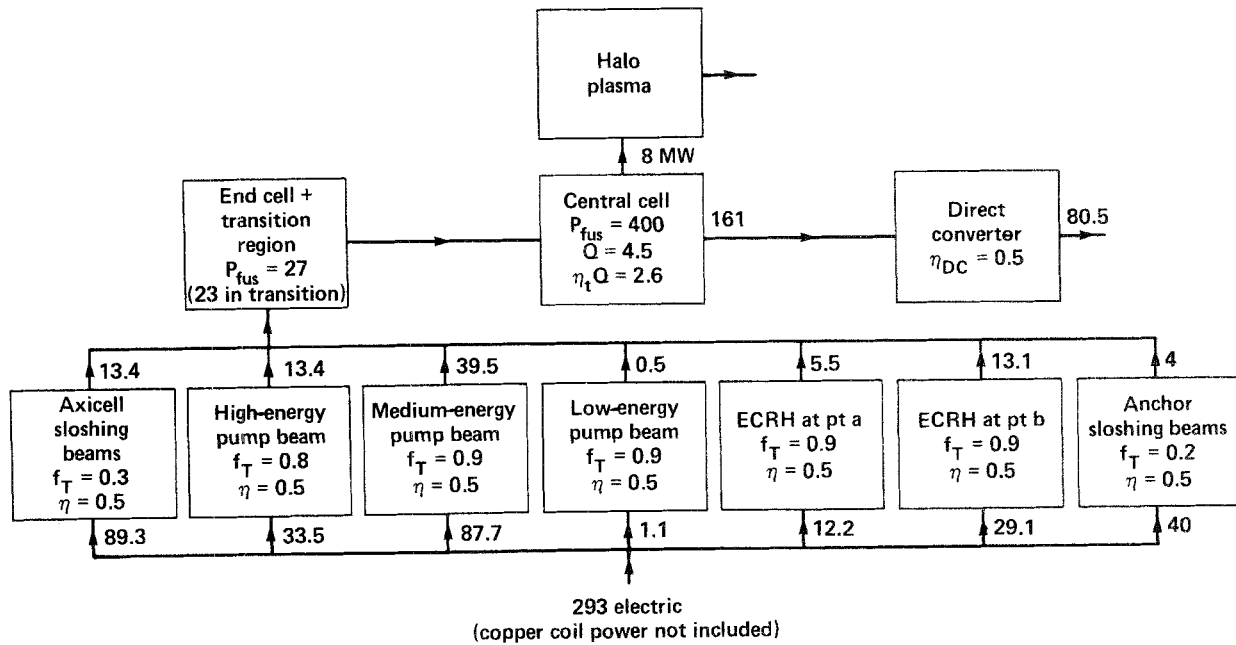 Halo
plasma
8 MW
End cell +
transition
region
P_fus = 27
(23 in transition)
Central cell
P_fus = 400
Q = 4.5
η_t Q = 2.6
161
Direct
convertor
η_DC = 0.5
80.5
13.4
13.4
39.5
0.5
5.5
13.1
4
Axicell
sloshing
beams
f_T = 0.3
η = 0.5
High-energy
pump beam
f_T = 0.8
η = 0.5
Medium-energy
pump beam
f_T = 0.9
η = 0.5
Low-energy
pump beam
f_T = 0.9
η = 0.5
ECRH at pt a
f_T = 0.9
η = 0.5
ECRH at pt b
f_T = 0.9
η = 0.5
Anchor
sloshing beams
f_T = 0.2
η = 0.5
89.3
33.5
87.7
1.1
12.2
29.1
40
293 electric
(copper coil power not included)